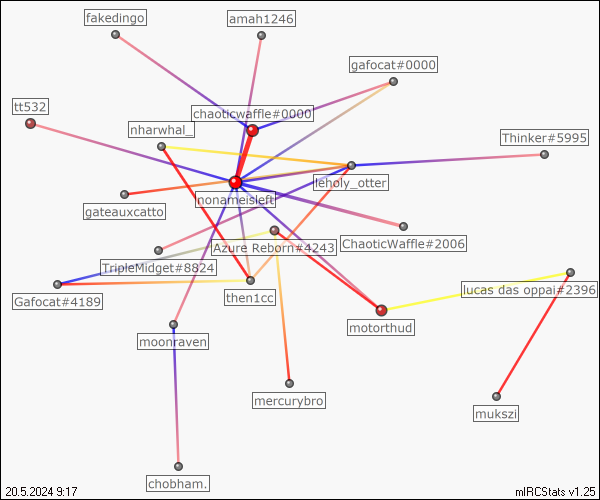 fakedingo
amah1246
gafocat#0000
tt532
chaoticwaffle#0000
nharwhal_
Thinker#5995
leholy_otter
nonameisleft
gateauxcatto
Azure Reborn#4243
ChaoticWaffle#2006
TripleMidget#8824
Gafocat#4189
then1cc
lucas das oppai#2396
motorthud
moonraven
mercurybro
mukszi
chobham.
20.5.2024 9:17
mIRCStats v1.25